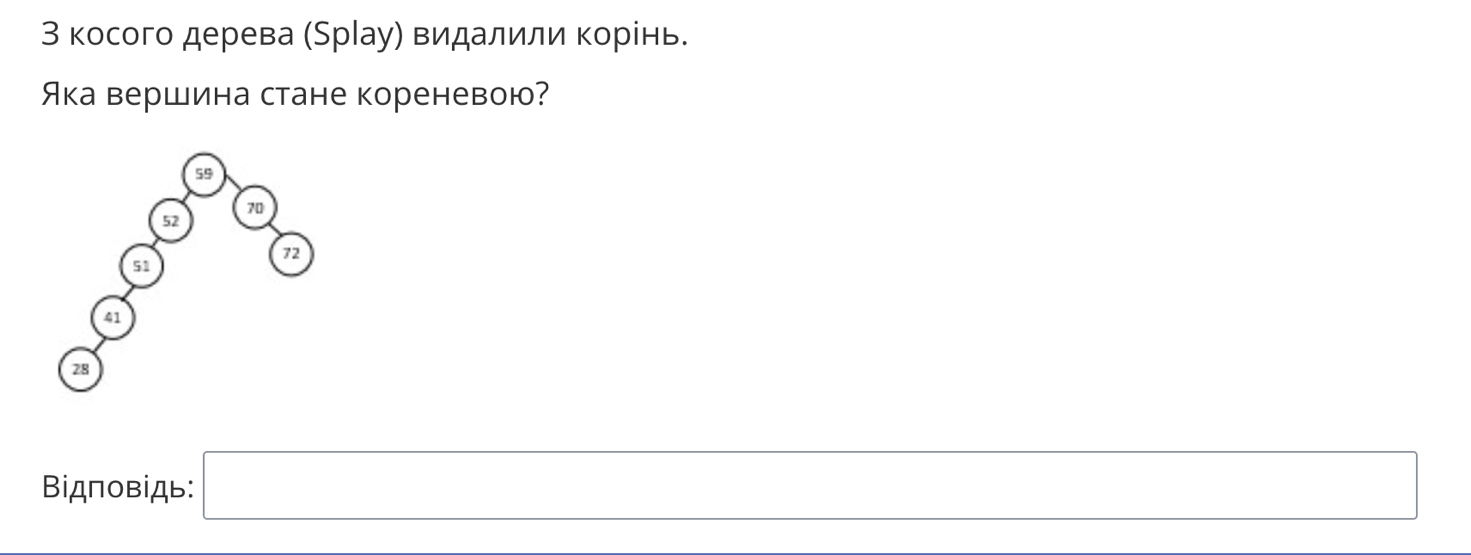 З косого дерева (Splay) видалили корінь.
Яка вершина стане кореневою?
59
70
52
72
51
41
28
Відповідь: